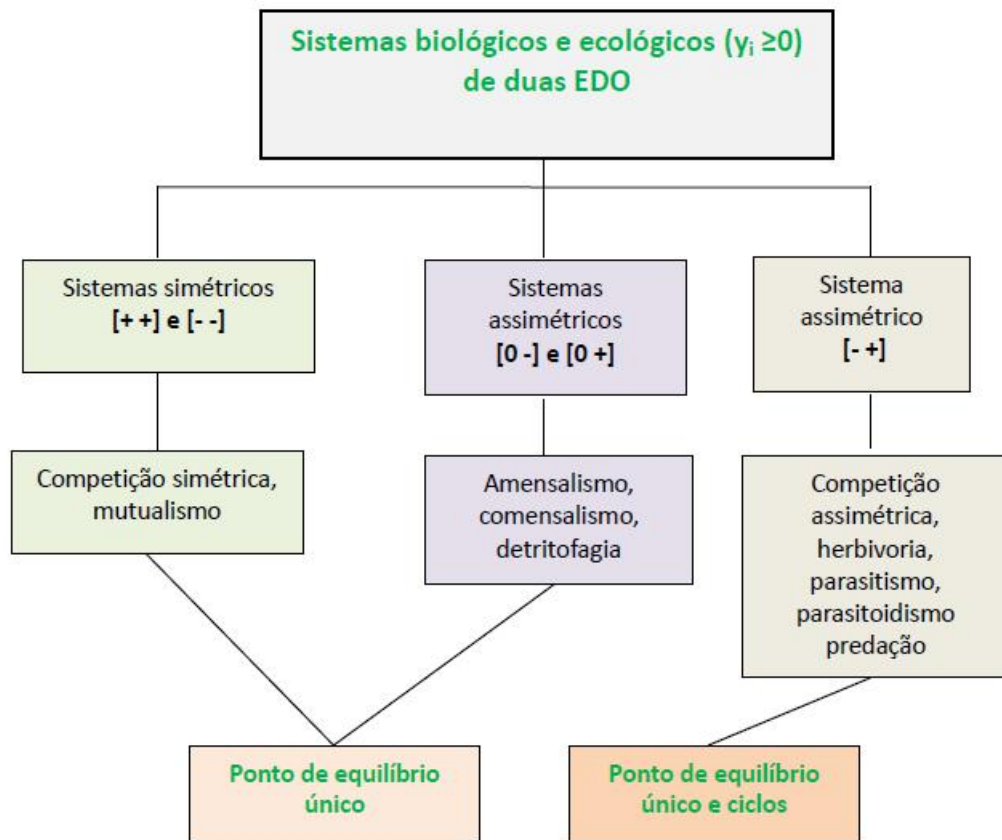 Sistemas biológicos e ecológicos (yᵢ ≥0)
de duas EDO
Sistemas simétricos
[+ +] e [- -]
Sistemas
assimétricos
[0 -] e [0 +]
Sistema
assimétrico
[- +]
Competição simétrica,
mutualismo
Amensalismo,
comensalismo,
detritofagia
Competição
assimétrica,
herbivoria,
parasitismo,
parasitoidismo
predação
Ponto de equilíbrio
único
Ponto de equilíbrio
único e ciclos